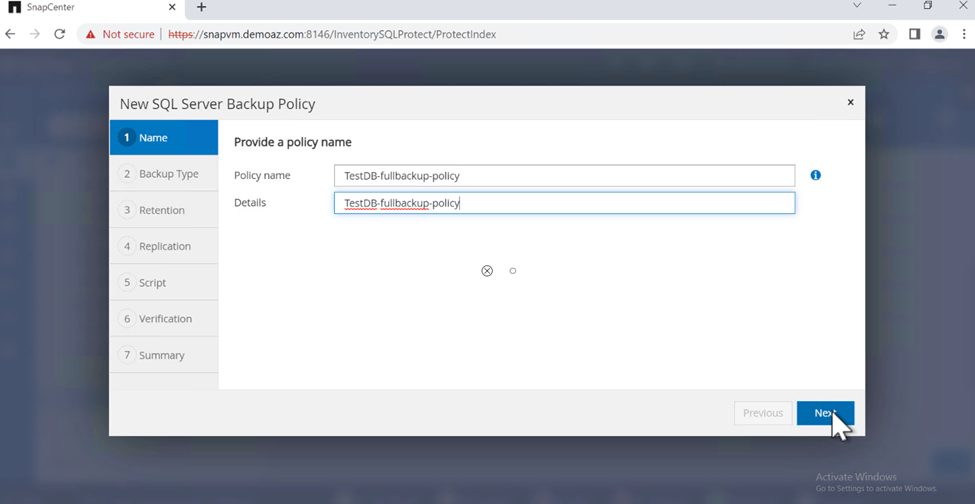 SnapCenter
Not secure
https://snapvm.demoaz.com:8146/InventorySQLProtect/ProtectIndex
New SQL Server Backup Policy
1 Name
2 Backup Type
3 Retention
4 Replication
5 Script
6 Verification
7 Summary
Provide a policy name
Policy name
TestDB-fullbackup-policy
Details
TestDB-fullbackup-policy
Previous
Next
Activate Windows
Go to Settings to activate Windows.